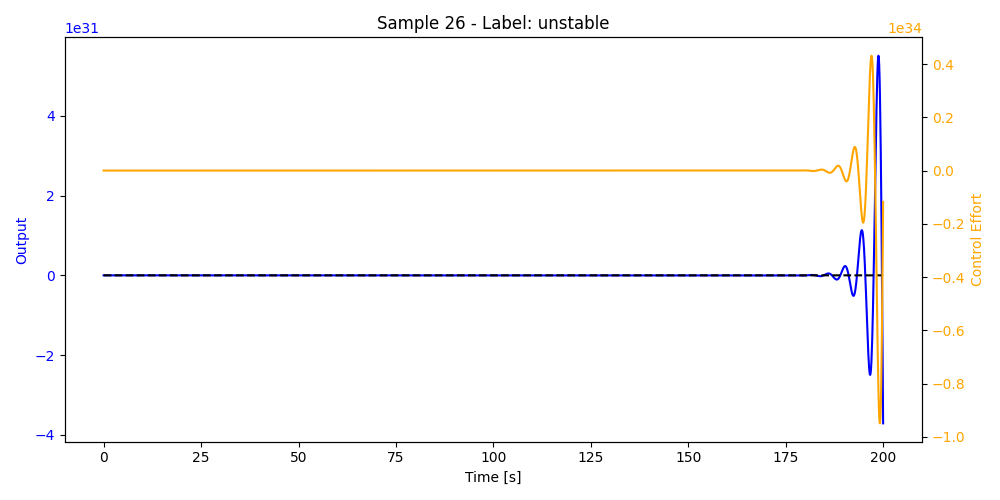 Sample 26 - Label: unstable
1e31
1e34
4
2
0
−2
−4
0.4
0.2
0.0
−0.2
−0.4
−0.6
−0.8
−1.0
Output
Control Effort
0 25 50 75 100 125 150 175 200
Time [s]